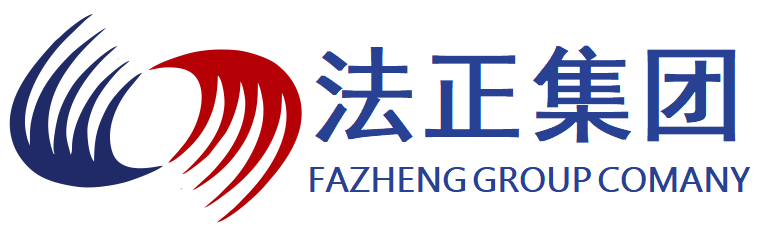 法正集团
FAZHENG GROUP COMANY